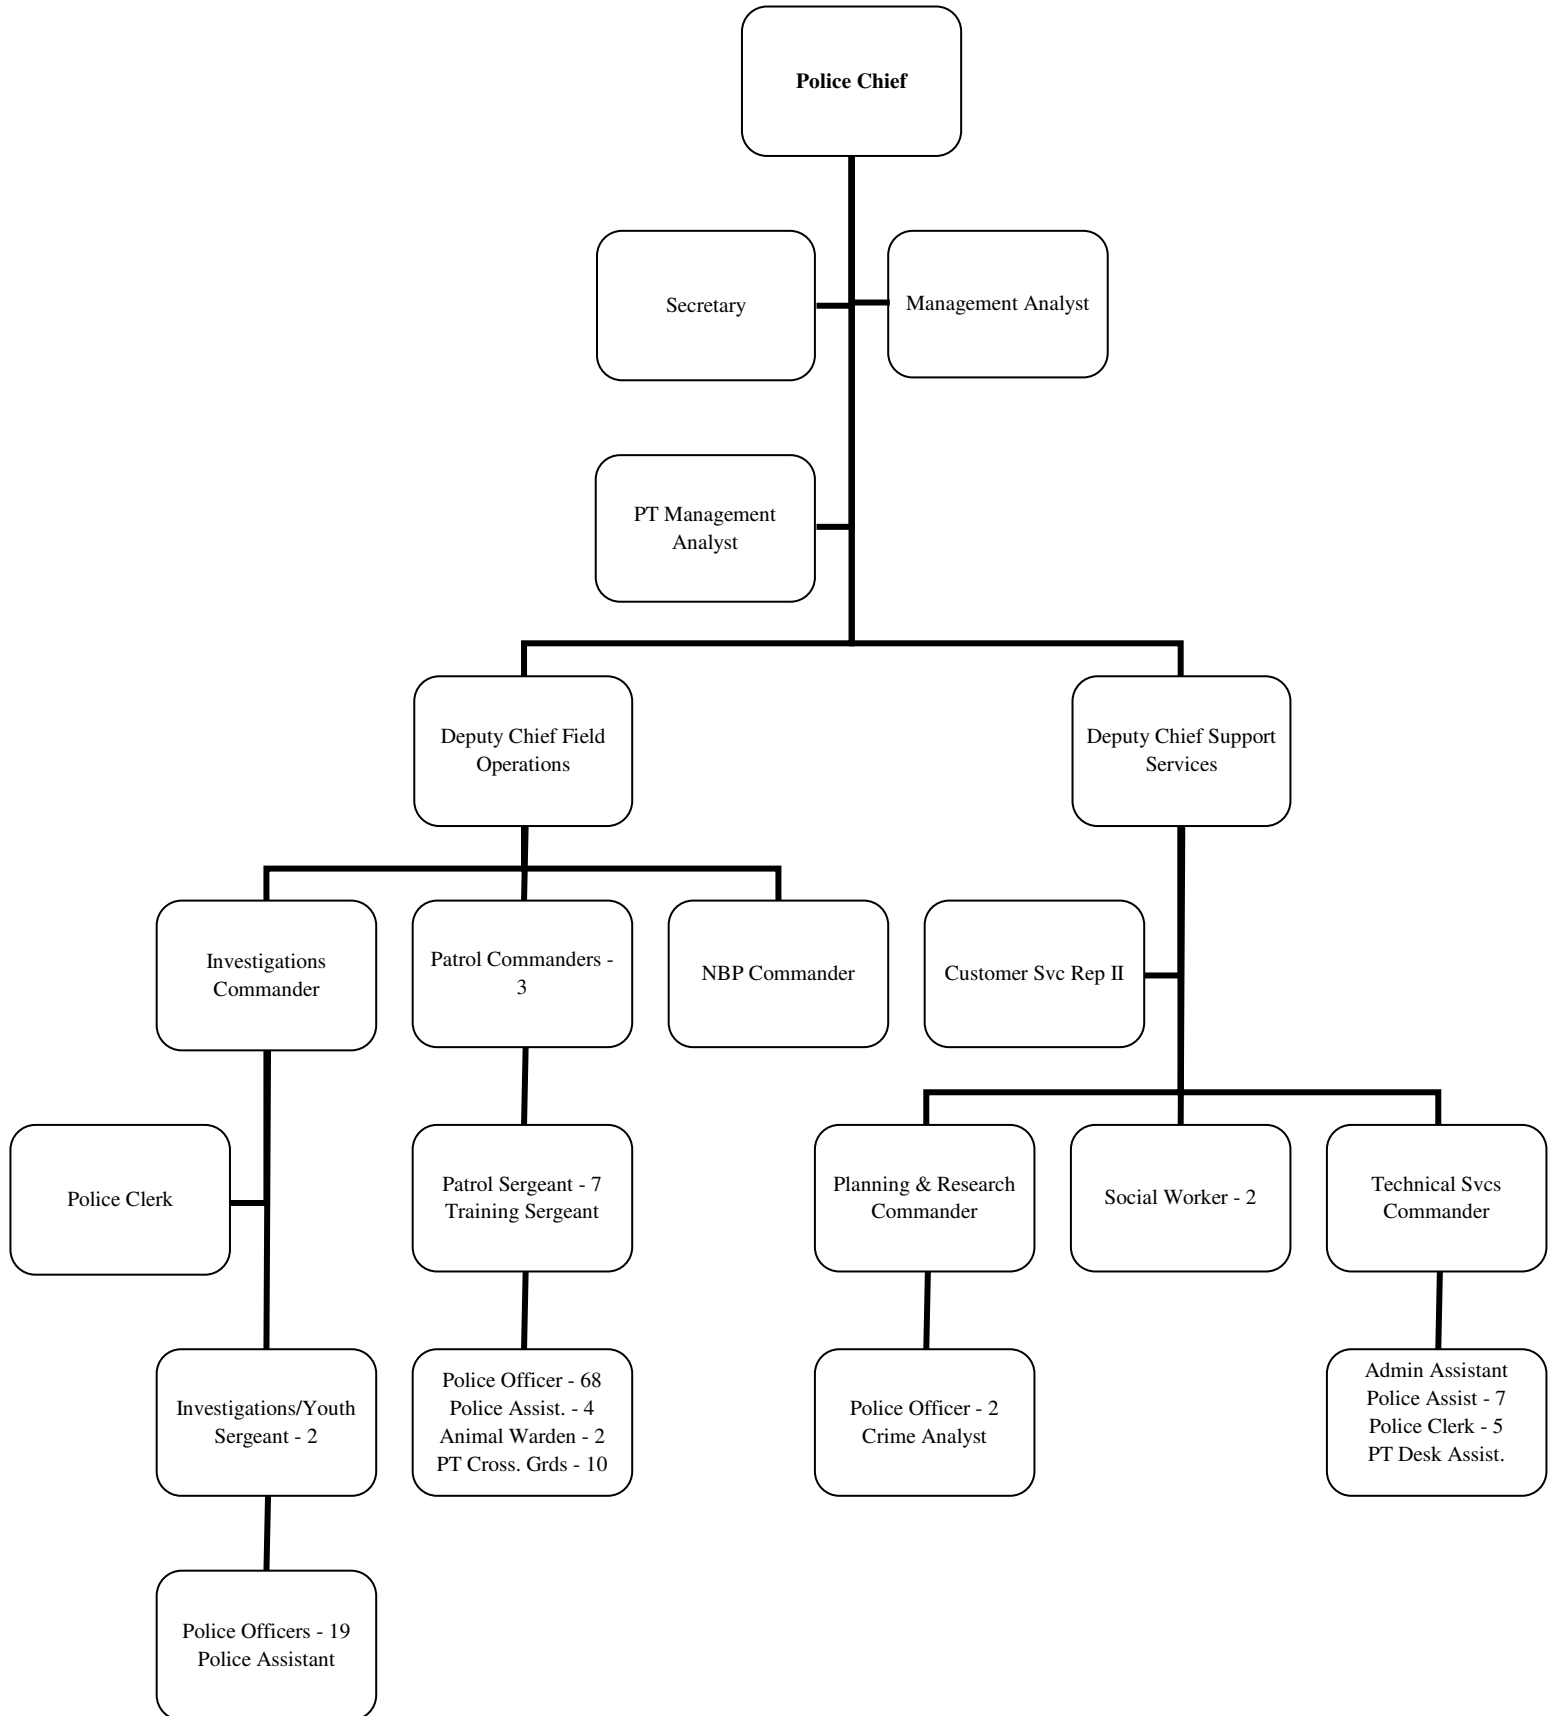 Police Chief
Secretary
Management Analyst
PT Management
Analyst
Deputy Chief Field
Operations
Deputy Chief Support
Services
Investigations
Commander
Patrol Commanders -
3
NBP Commander
Customer Svc Rep II
Police Clerk
Patrol Sergeant - 7
Training Sergeant
Planning & Research
Commander
Social Worker - 2
Technical Svcs
Commander
Investigations/Youth
Sergeant - 2
Police Officer - 68
Police Assist. - 4
Animal Warden - 2
PT Cross. Grds - 10
Police Officer - 2
Crime Analyst
Admin Assistant
Police Assist - 7
Police Clerk - 5
PT Desk Assist.
Police Officers - 19
Police Assistant